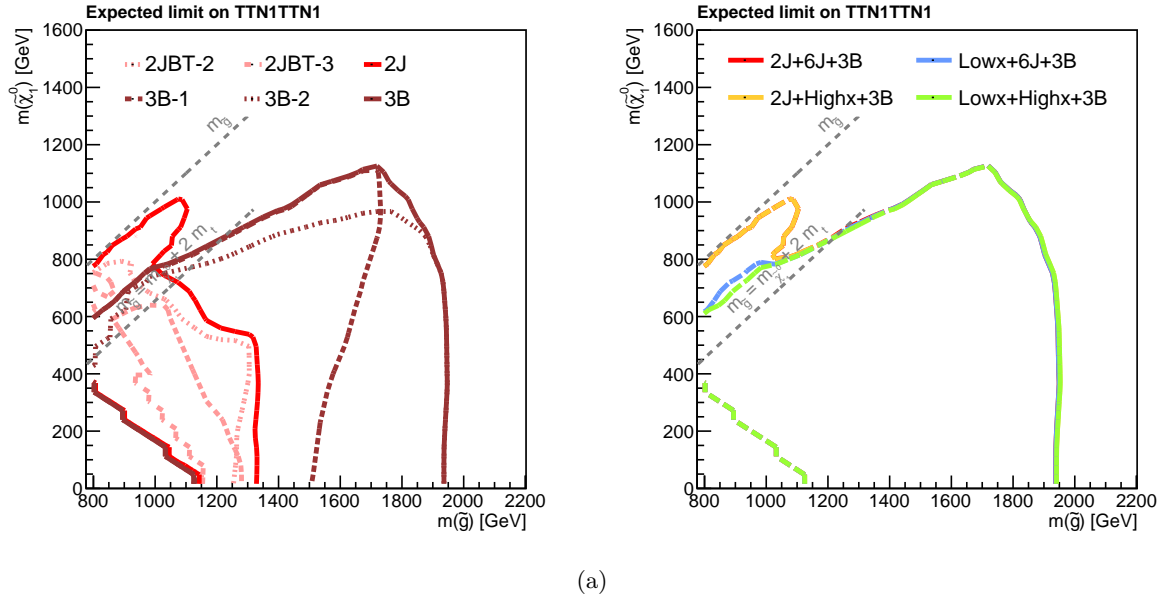 Expected limit on TTN1TTN1
m(χ̃₁⁰) [GeV]
1600
1400
1200
1000
800
600
400
200
0
2JBT-2 2JBT-3 2J
3B-1 3B-2 3B
m_g̃
m_g̃ = m_χ̃₁⁰ + 2 m_t
800 1000 1200 1400 1600 1800 2000 2200
m(g̃) [GeV]
Expected limit on TTN1TTN1
m(χ̃₁⁰) [GeV]
1600
1400
1200
1000
800
600
400
200
0
2J+6J+3B Lowx+6J+3B
2J+Highx+3B Lowx+Highx+3B
m_g̃
m_g̃ = m_χ̃₁⁰ + 2 m_t
800 1000 1200 1400 1600 1800 2000 2200
m(g̃) [GeV]
(a)